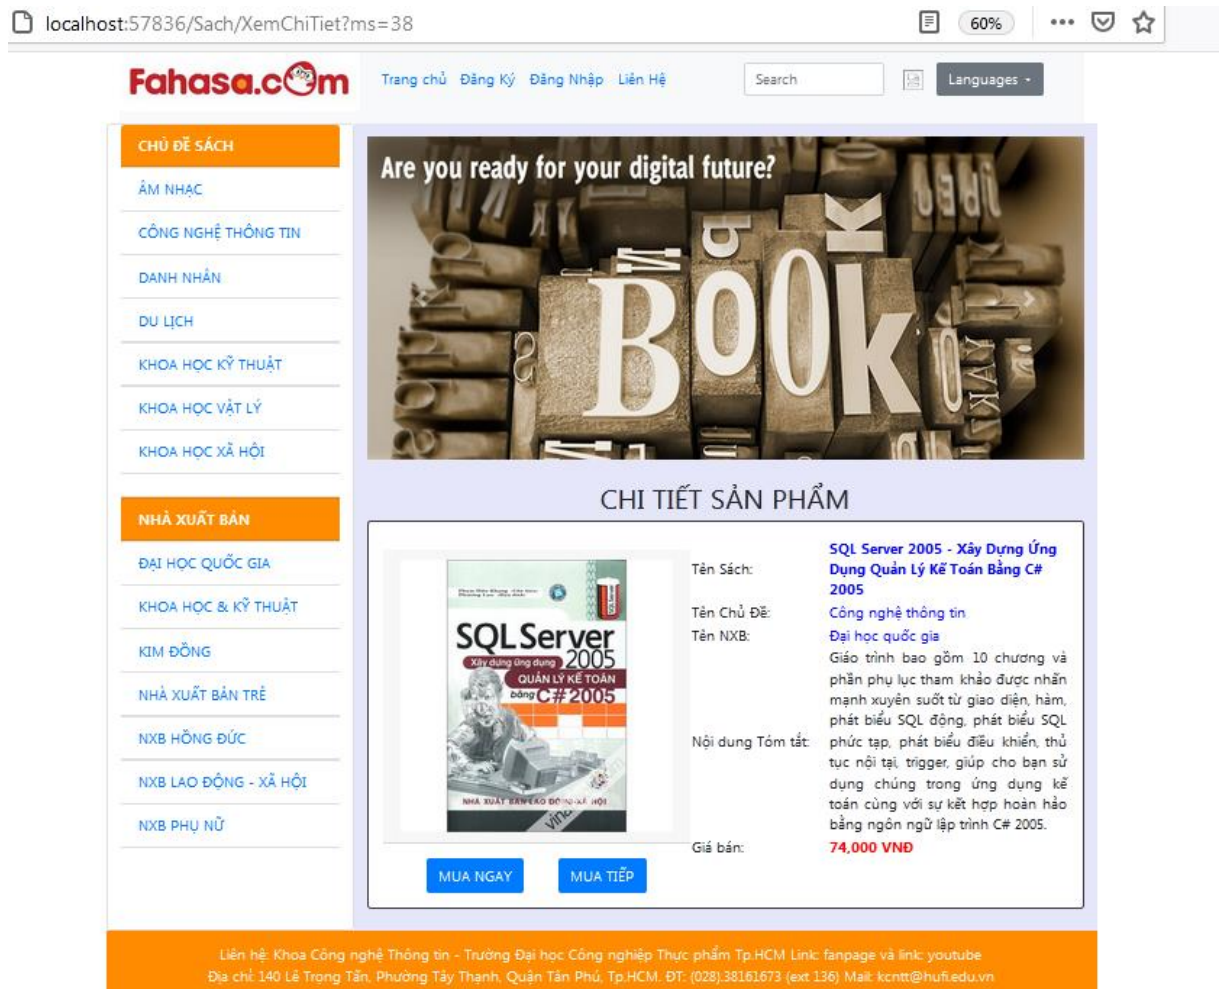 localhost:57836/Sach/XemChiTiet?ms=38
60%
Fahasa.com
Trang chủ Đăng Ký Đăng Nhập Liên Hệ
Search
Languages
CHỦ ĐỀ SÁCH
ÂM NHẠC
CÔNG NGHỆ THÔNG TIN
DANH NHÂN
DU LỊCH
KHOA HỌC KỸ THUẬT
KHOA HỌC VẬT LÝ
KHOA HỌC XÃ HỘI
NHÀ XUẤT BẢN
ĐẠI HỌC QUỐC GIA
KHOA HỌC & KỸ THUẬT
KIM ĐỒNG
NHÀ XUẤT BẢN TRẺ
NXB HỒNG ĐỨC
NXB LAO ĐỘNG - XÃ HỘI
NXB PHỤ NỮ
Are you ready for your digital future?
BOOk
CHI TIẾT SẢN PHẨM
SQL Server
2005
Xây dựng ứng dụng
QUẢN LÝ KẾ TOÁN
bằng C# 2005
NHÀ XUẤT BẢN LAO ĐỘNG-XÃ HỘI
MUA NGAY
MUA TIẾP
Tên Sách:
SQL Server 2005 - Xây Dựng Ứng
Dụng Quản Lý Kế Toán Bằng C#
2005
Tên Chủ Đề:
Công nghệ thông tin
Tên NXB:
Đại học quốc gia
Nội dung Tóm tắt:
Giáo trình bao gồm 10 chương và
phần phụ lục tham khảo được nhấn
mạnh xuyên suốt từ giao diện, hàm,
phát biểu SQL động, phát biểu SQL
phức tạp, phát biểu điều khiển, thủ
tục nội tại, trigger, giúp cho bạn sử
dụng chúng trong ứng dụng kế
toán cùng với sự kết hợp hoàn hảo
bằng ngôn ngữ lập trình C# 2005.
Giá bán:
74,000 VNĐ
Liên hệ: Khoa Công nghệ Thông tin - Trường Đại học Công nghiệp Thực phẩm Tp.HCM Link: fanpage và link: youtube
Địa chỉ: 140 Lê Trọng Tấn, Phường Tây Thạnh, Quận Tân Phú, Tp.HCM. ĐT: (028).38161673 (ext 136) Mail: kcntt@hufi.edu.vn